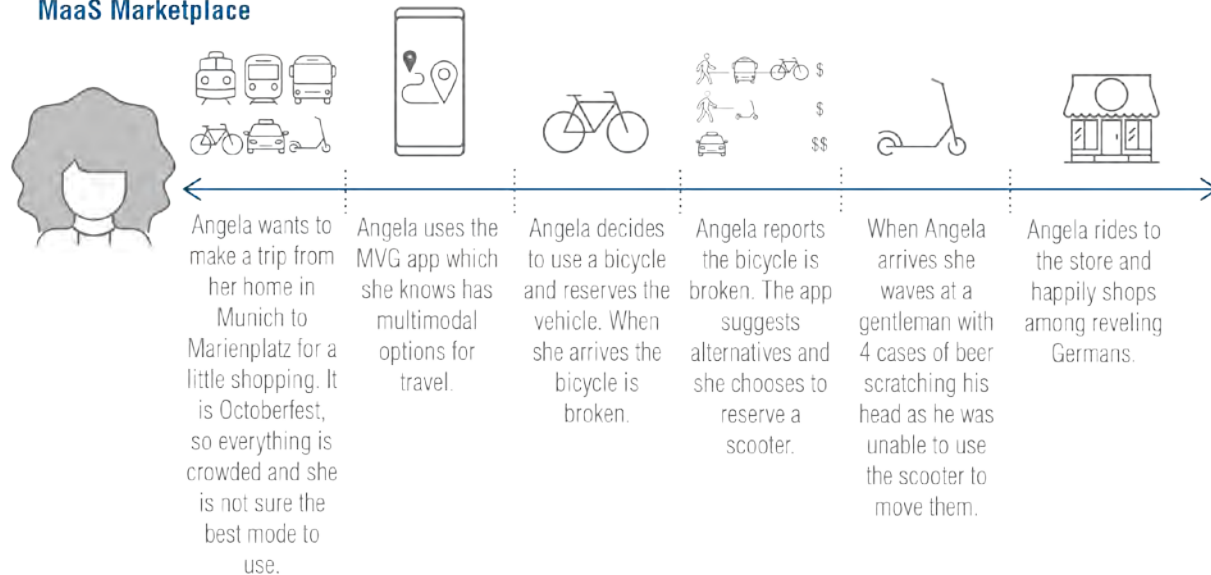 MaaS Marketplace
$
$
$$
Angela wants to
make a trip from
her home in
Munich to
Marienplatz for a
little shopping. It
is Octoberfest,
so everything is
crowded and she
is not sure the
best mode to
use.
Angela uses the
MVG app which
she knows has
multimodal
options for
travel.
Angela decides
to use a bicycle
and reserves the
vehicle. When
she arrives the
bicycle is
broken.
Angela reports
the bicycle is
broken. The app
suggests
alternatives and
she chooses to
reserve a
scooter.
When Angela
arrives she
waves at a
gentleman with
4 cases of beer
scratching his
head as he was
unable to use
the scooter to
move them.
Angela rides to
the store and
happily shops
among reveling
Germans.